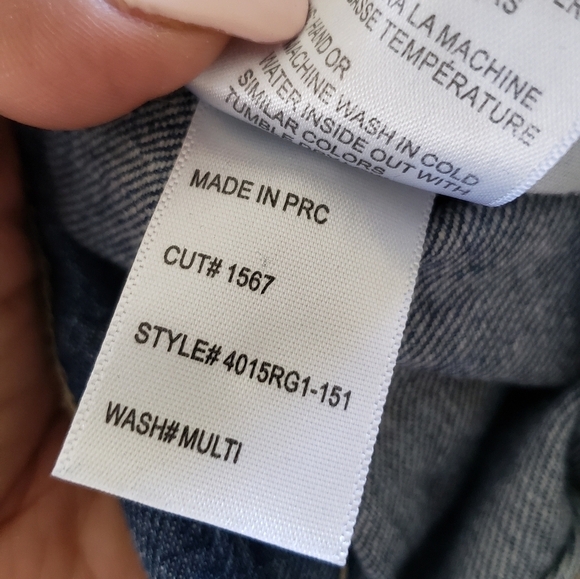 LA MACHINE
TEMPÉRATURE
HAND OR
MACHINE WASH IN COLD
WATER, INSIDE OUT WITH
SIMILAR COLORS
TUMBLE
MADE IN PRC
CUT# 1567
STYLE# 4015RG1-151
WASH# MULTI